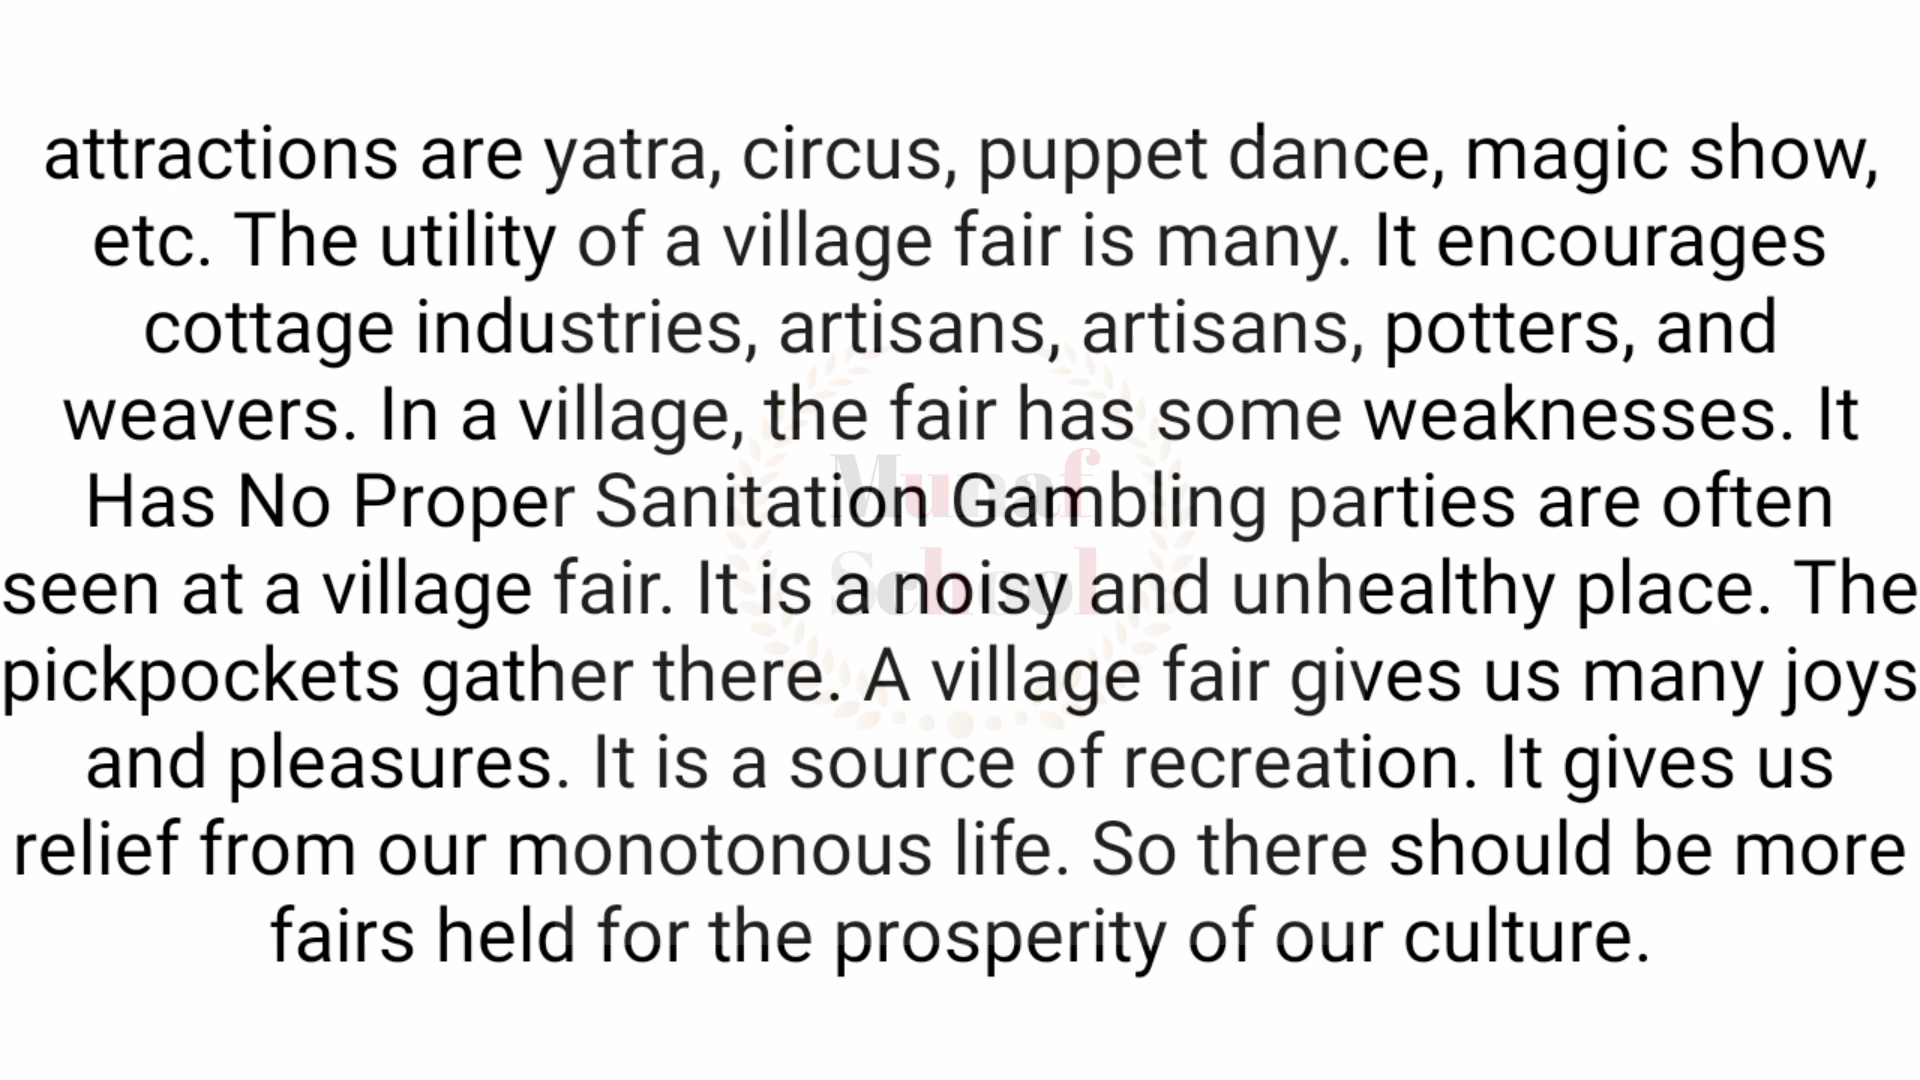 attractions are yatra, circus, puppet dance, magic show,
etc. The utility of a village fair is many. It encourages
cottage industries, artisans, artisans, potters, and
weavers. In a village, the fair has some weaknesses. It
Has No Proper Sanitation Gambling parties are often
seen at a village fair. It is a noisy and unhealthy place. The
pickpockets gather there. A village fair gives us many joys
and pleasures. It is a source of recreation. It gives us
relief from our monotonous life. So there should be more
fairs held for the prosperity of our culture.
Munaf
School